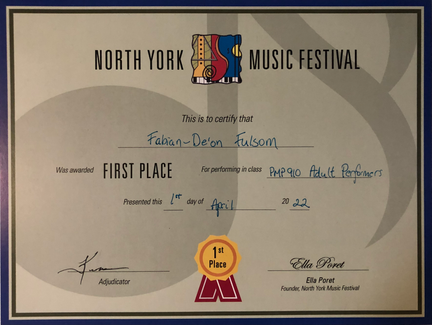 NORTH YORK MUSIC FESTIVAL
This is to certify that
Fabian-De'on Fulsom
Was awarded FIRST PLACE For performing in class PMP910 Adult Performers
Presented this 1st day of April 2022
1st
Place
Adjudicator
Ella Poret
Ella Poret
Founder, North York Music Festival